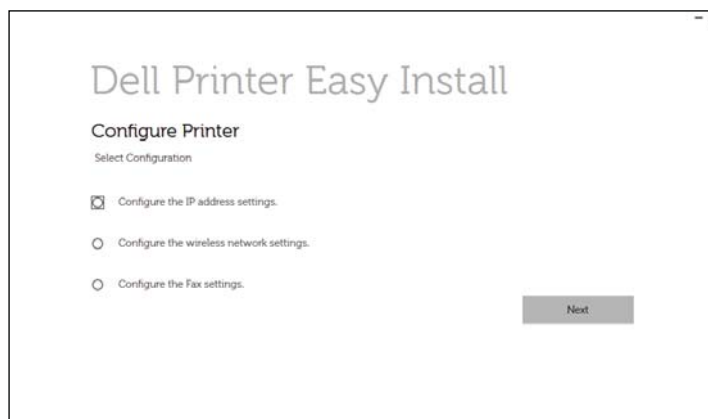 Dell Printer Easy Install
Configure Printer
Select Configuration
Configure the IP address settings.
Configure the wireless network settings.
Configure the Fax settings.
Next